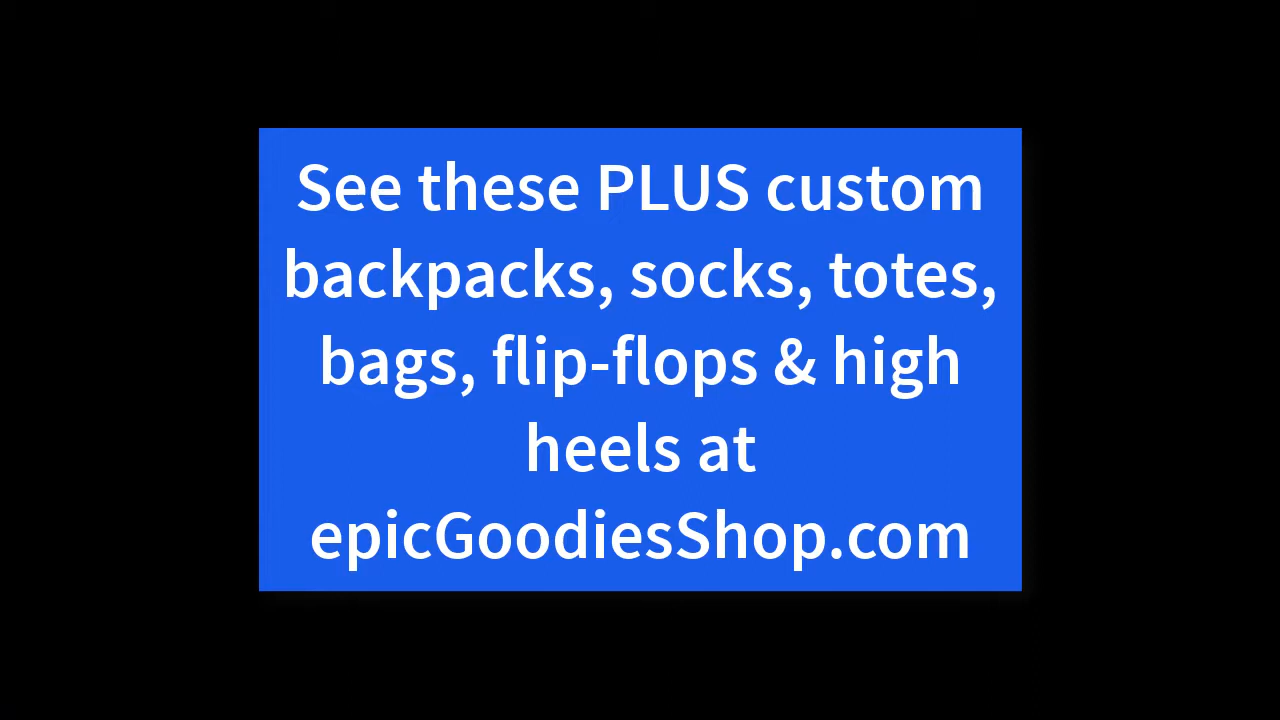 See these PLUS custom
backpacks, socks, totes,
bags, flip-flops & high
heels at
epicGoodiesShop.com